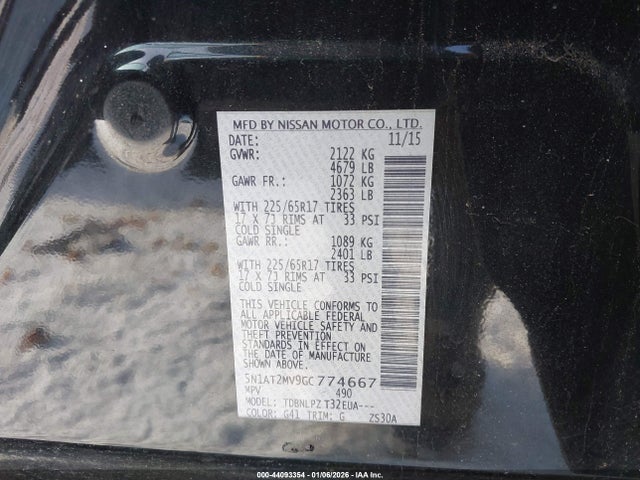 MFD BY NISSAN MOTOR CO., LTD.
DATE: 11/15
GVWR: 2122 KG
4679 LB
GAWR FR.: 1072 KG
2363 LB
WITH 225/65R17 TIRES
17 X 7J RIMS AT 33 PSI
COLD SINGLE
GAWR RR.: 1089 KG
2401 LB
WITH 225/65R17 TIRES
17 X 7J RIMS AT 33 PSI
COLD SINGLE
THIS VEHICLE CONFORMS TO
ALL APPLICABLE FEDERAL
MOTOR VEHICLE SAFETY AND
THEFT PREVENTION
STANDARDS IN EFFECT ON
THE DATE OF MANUFACTURE
SHOWN ABOVE.
5N1AT2MV9GC774667
MPV 490
MODEL: TDBNLPZ T32EUA---
COLOR: G41 TRIM: G ZS30A
000-44093354 - 01/06/2026 - IAA Inc.